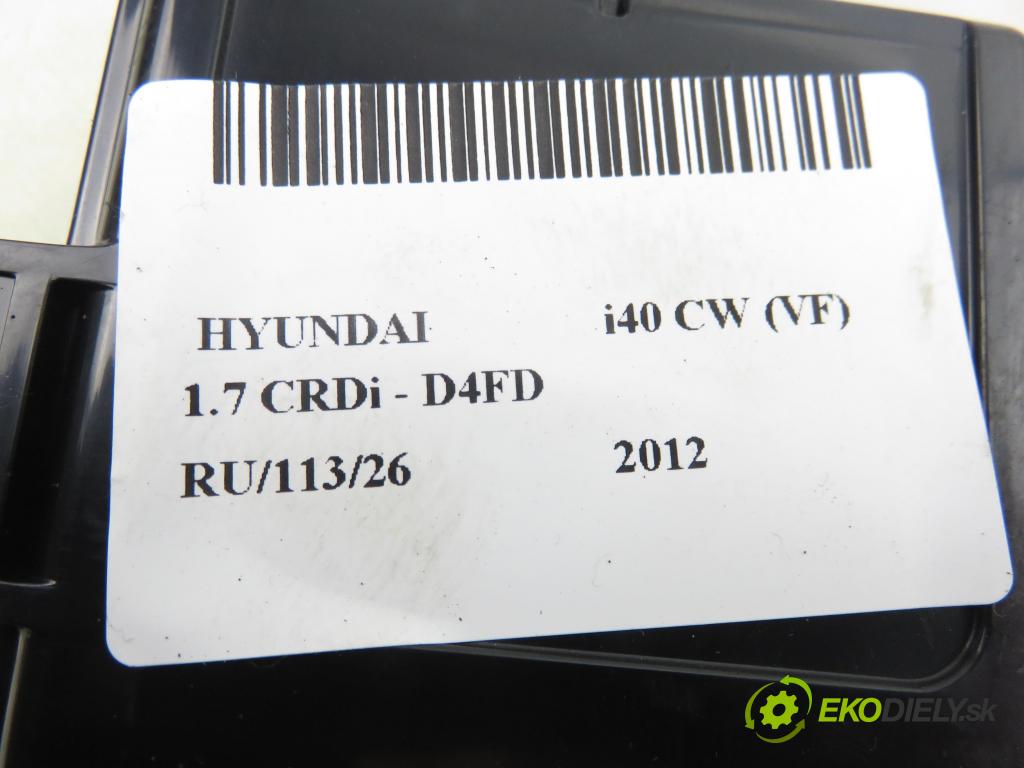 HYUNDAI i40 CW (VF)
1.7 CRDi - D4FD
RU/113/26 2012
EKODIELY.sk